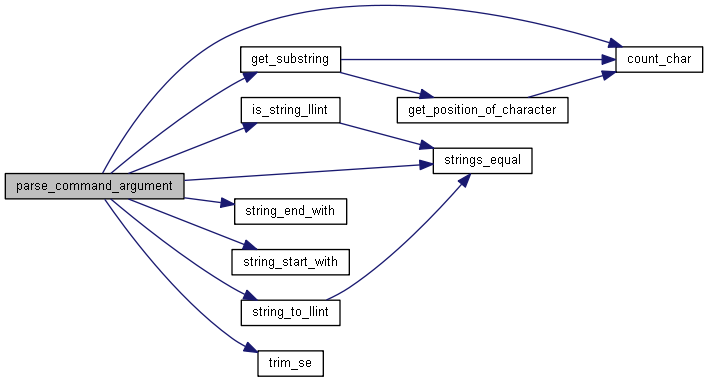 get_substring
count_char
is_string_llint
get_position_of_character
strings_equal
parse_command_argument
string_end_with
string_start_with
string_to_llint
trim_se